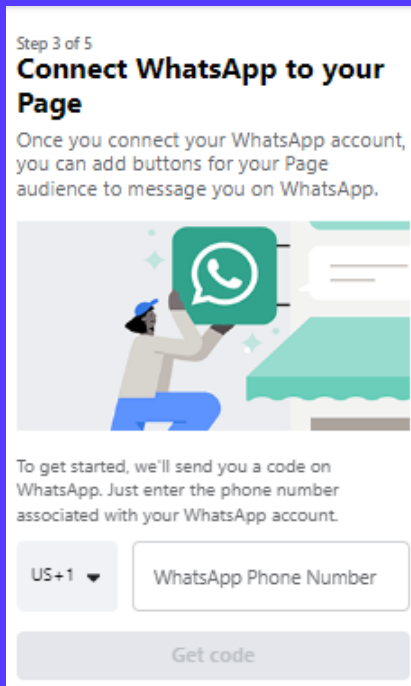 Step 3 of 5
Connect WhatsApp to your
Page
Once you connect your WhatsApp account,
you can add buttons for your Page
audience to message you on WhatsApp.
To get started, we'll send you a code on
WhatsApp. Just enter the phone number
associated with your WhatsApp account.
US+1 WhatsApp Phone Number
Get code